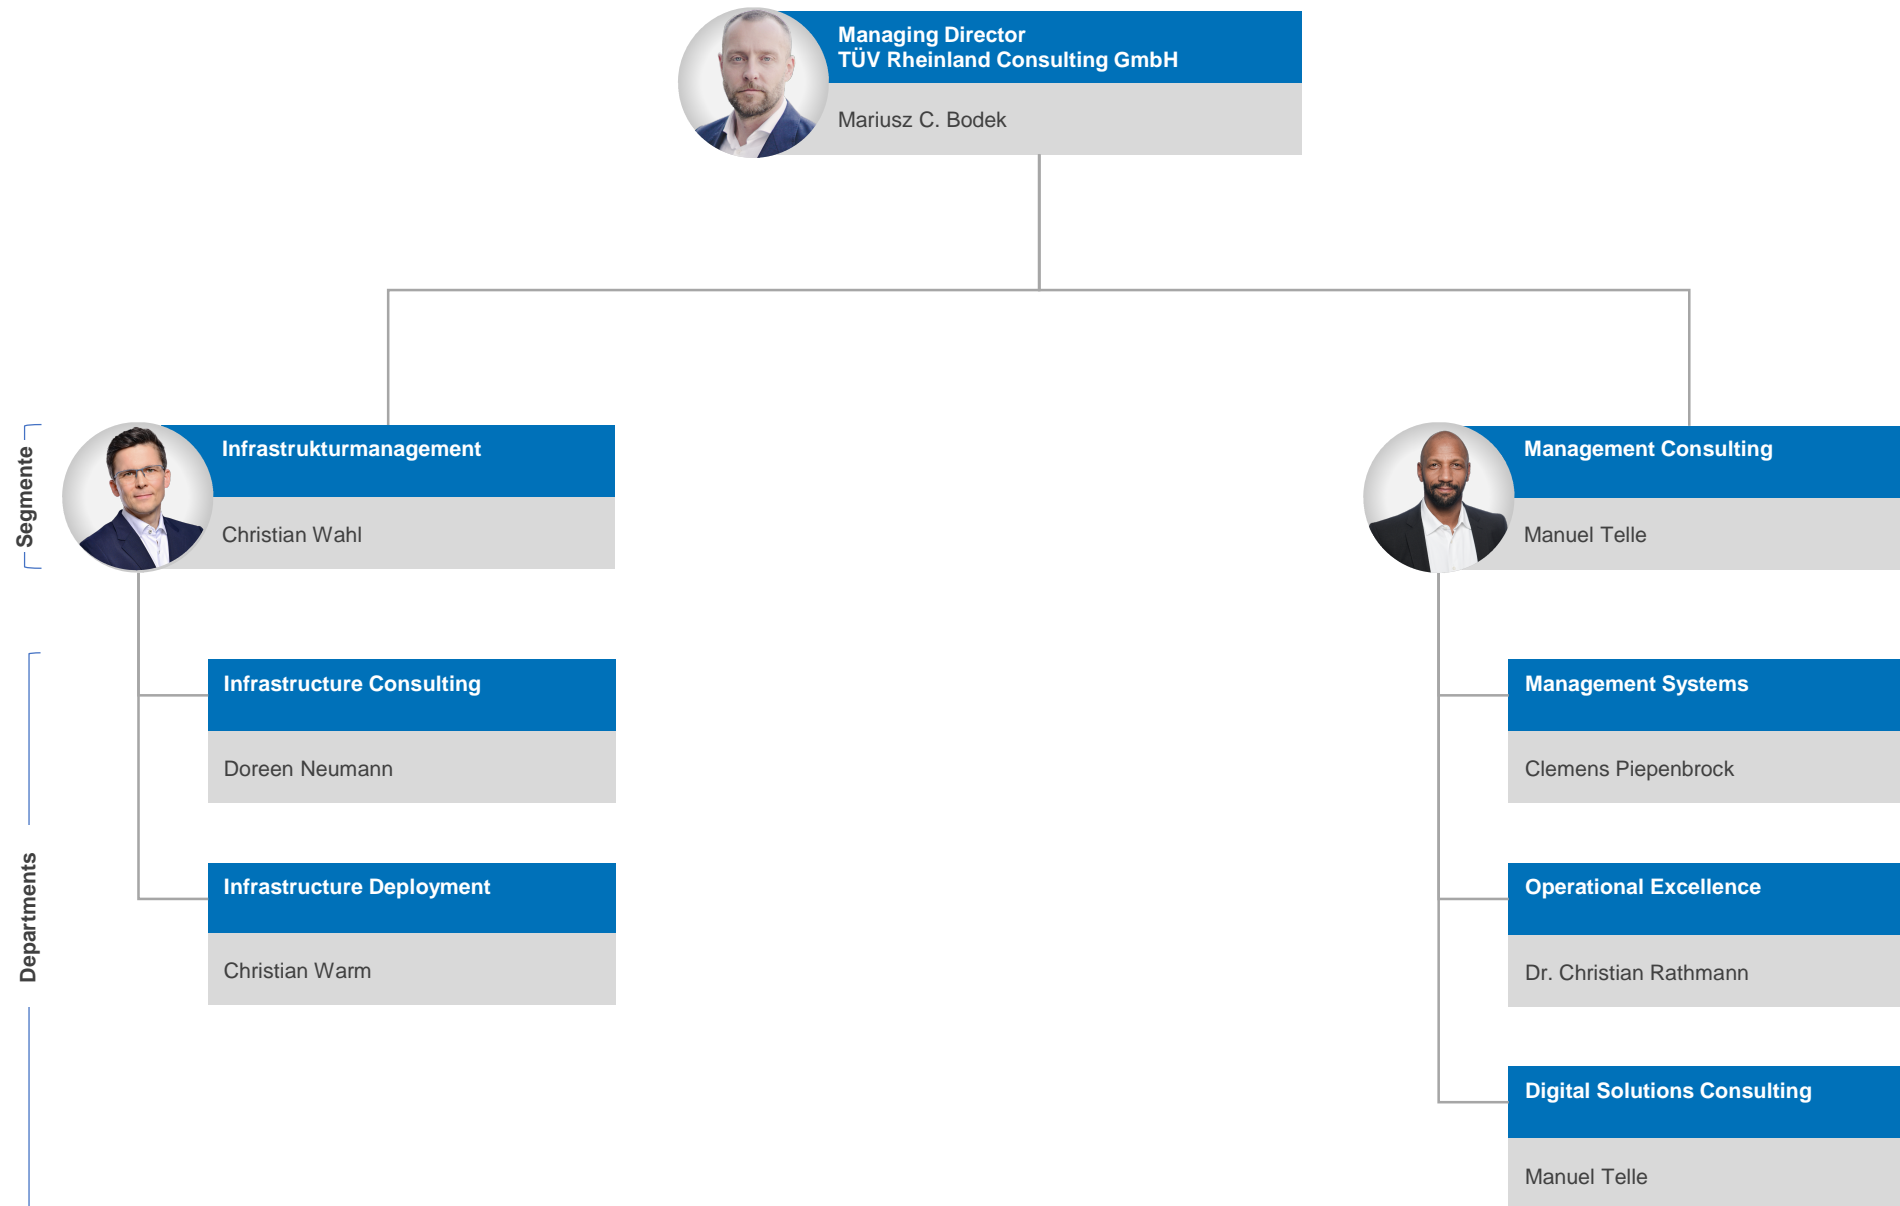 Managing Director
TÜV Rheinland Consulting GmbH
Mariusz C. Bodek
Segmente
Infrastrukturmanagement
Christian Wahl
Management Consulting
Manuel Telle
Departments
Infrastructure Consulting
Doreen Neumann
Management Systems
Clemens Piepenbrock
Infrastructure Deployment
Christian Warm
Operational Excellence
Dr. Christian Rathmann
Digital Solutions Consulting
Manuel Telle